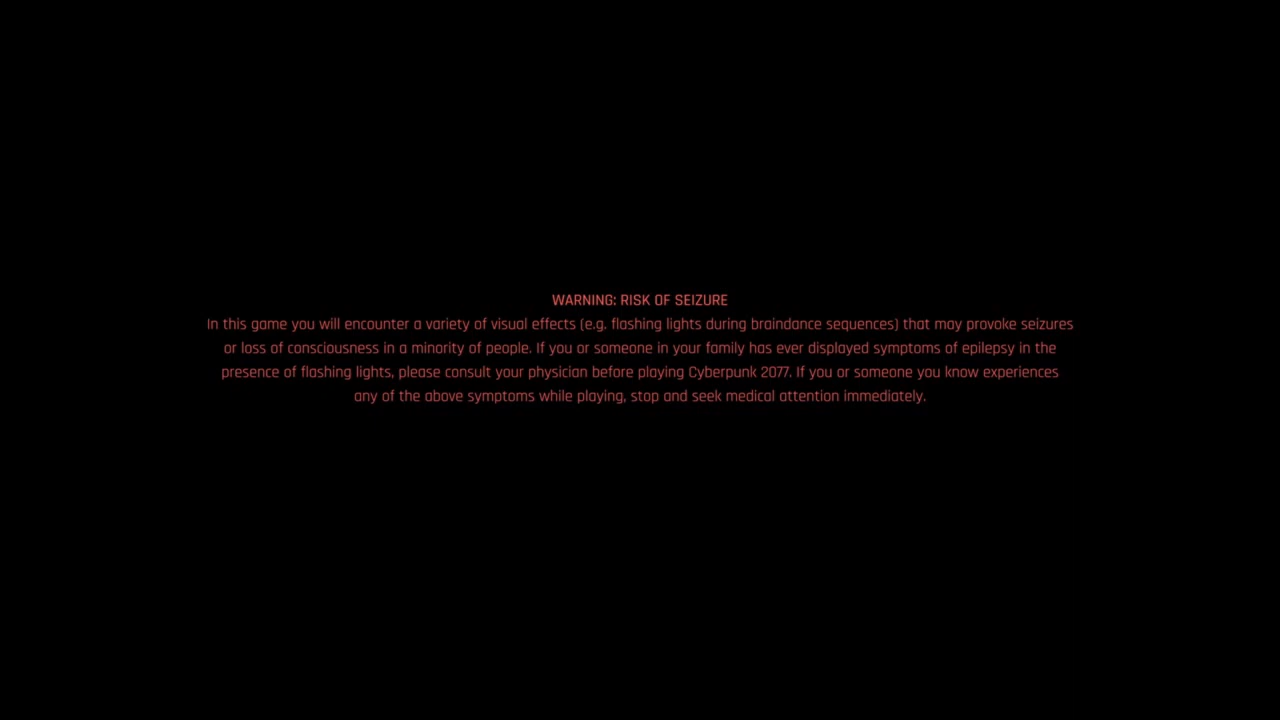 WARNING: RISK OF SEIZURE
In this game you will encounter a variety of visual effects (e.g. flashing lights during braindance sequences) that may provoke seizures
or loss of consciousness in a minority of people. If you or someone in your family has ever displayed symptoms of epilepsy in the
presence of flashing lights, please consult your physician before playing Cyberpunk 2077. If you or someone you know experiences
any of the above symptoms while playing, stop and seek medical attention immediately.